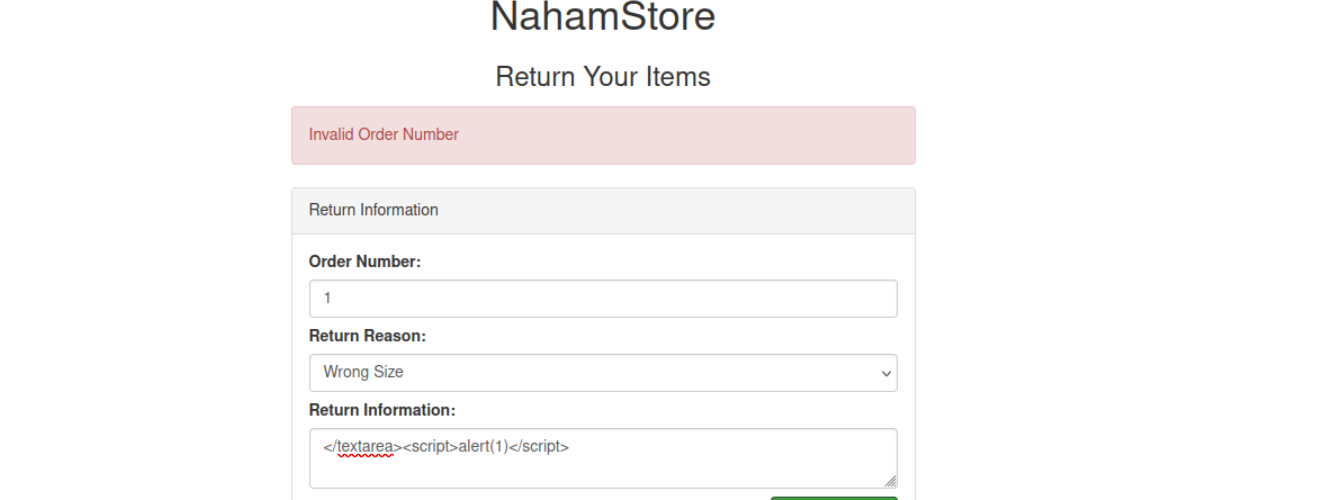 NahamStore
Return Your Items
Invalid Order Number
Return Information
Order Number:
1
Return Reason:
Wrong Size
Return Information:
</textarea><script>alert(1)</script>